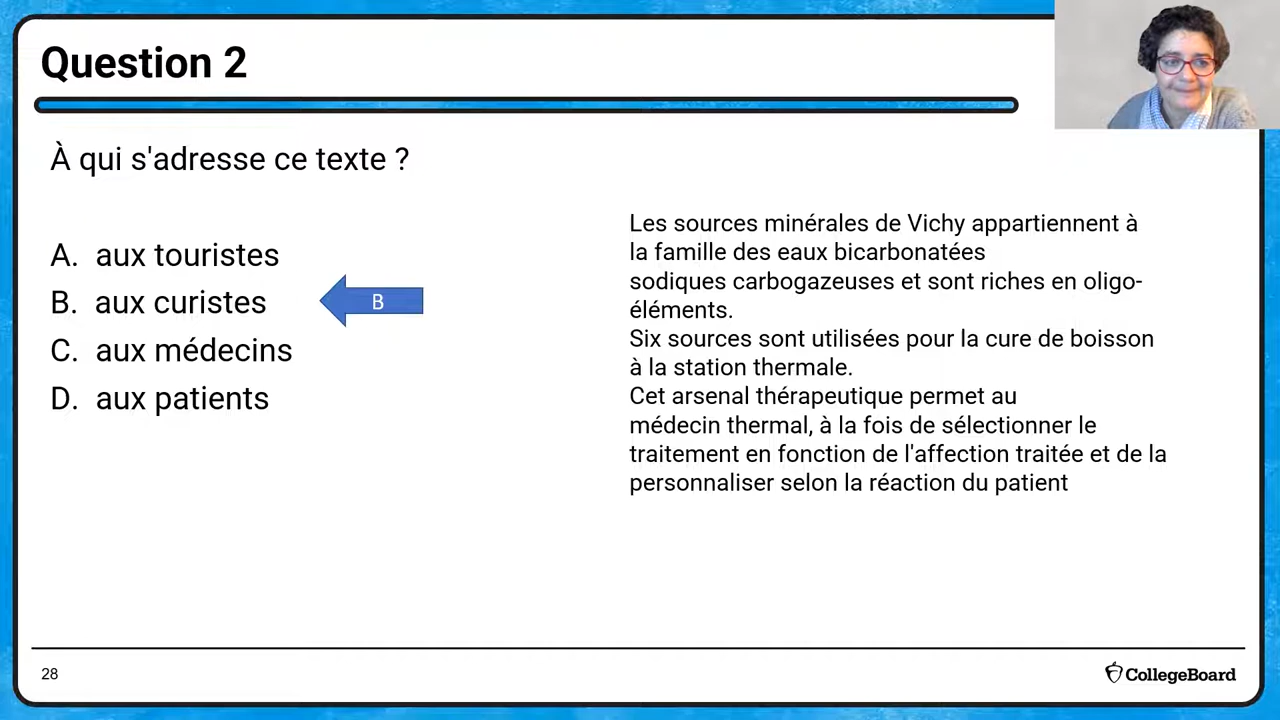 Question 2
À qui s'adresse ce texte ?
A. aux touristes
B. aux curistes
B
C. aux médecins
D. aux patients
Les sources minérales de Vichy appartiennent à
la famille des eaux bicarbonatées
sodiques carbogazeuses et sont riches en oligo-
éléments.
Six sources sont utilisées pour la cure de boisson
à la station thermale.
Cet arsenal thérapeutique permet au
médecin thermal, à la fois de sélectionner le
traitement en fonction de l'affection traitée et de la
personnaliser selon la réaction du patient
28
CollegeBoard